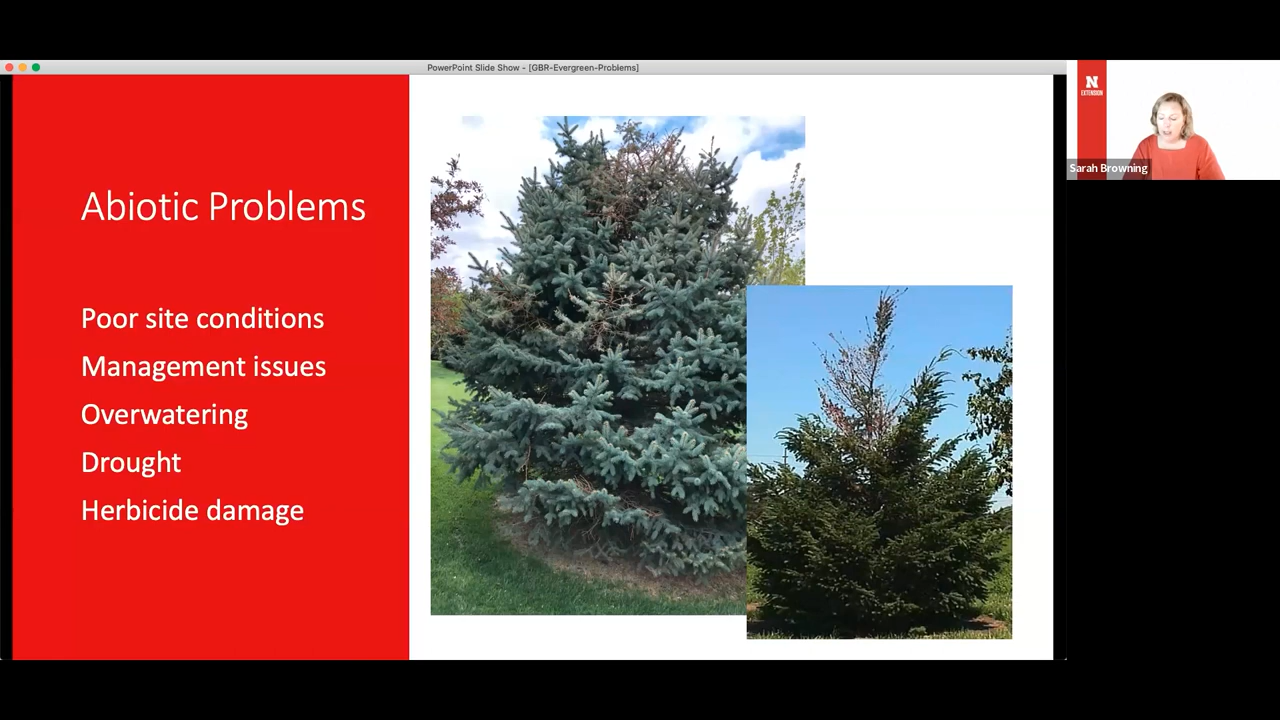 PowerPoint Slide Show - [GBR-Evergreen-Problems]
Abiotic Problems
Poor site conditions
Management issues
Overwatering
Drought
Herbicide damage
N
EXTENSION
Sarah Browning